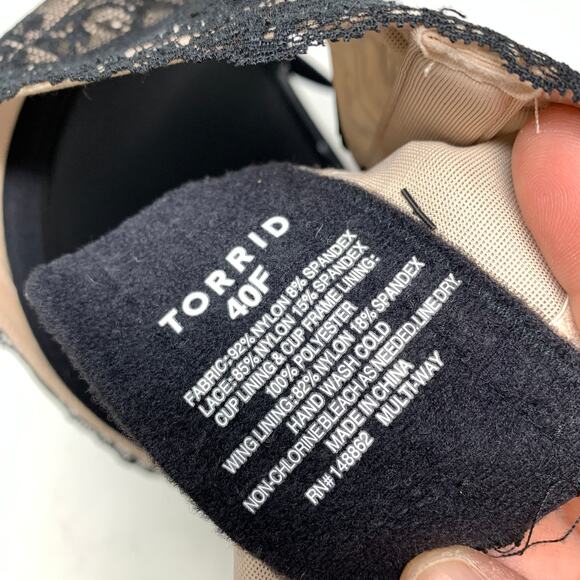 TORRID
40F
FABRIC: 92% NYLON 8% SPANDEX
LACE: 85% NYLON 15% SPANDEX
CUP LINING & CUP FRAME LINING:
100% POLYESTER
WING LINING: 82% NYLON 18% SPANDEX
HAND WASH COLD
NON-CHLORINE BLEACH AS NEEDED. LINE DRY.
MADE IN CHINA
RN# 148862 MULTI-WAY